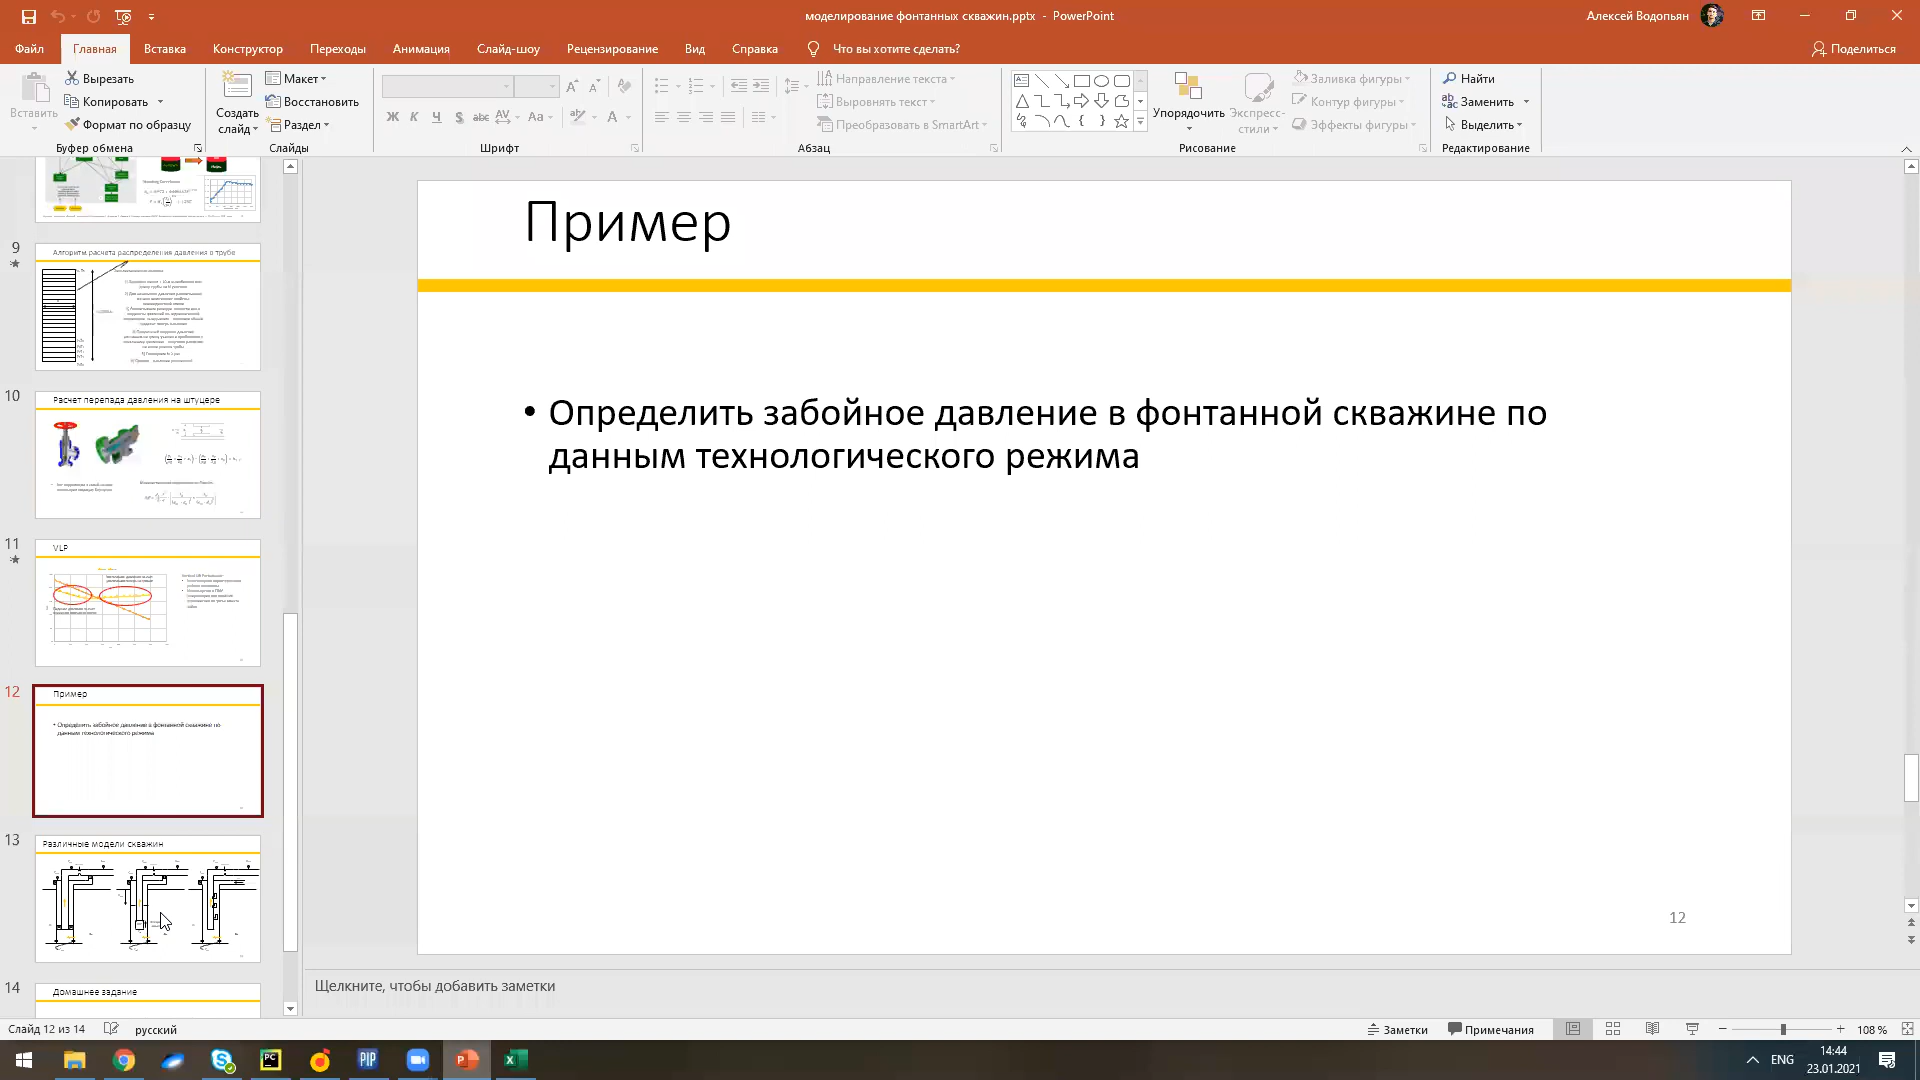 моделирование фонтанных скважин.pptx - PowerPoint
Алексей Водопьян
Файл Главная Вставка Конструктор Переходы Анимация Слайд-шоу Рецензирование Вид Справка Что вы хотите сделать? Поделиться
Вставить
Вырезать
Копировать
Формат по образцу
Буфер обмена
Создать слайд
Макет
Восстановить
Раздел
Слайды
Ж К Ч S abc AV Aa A
Шрифт
Направление текста
Выровнять текст
Преобразовать в SmartArt
Абзац
Упорядочить
Экспресс-стили
Заливка фигуры
Контур фигуры
Эффекты фигуры
Рисование
Найти
Заменить
Выделить
Редактирование
9
Алгоритм расчета распределения давления в трубе
10
Расчет перепада давления на штуцере
11
VLP
12
Пример
• Определить забойное давление в фонтанной скважине по
данным технологического режима
13
Различные модели скважин
14
Домашнее задание
Пример
• Определить забойное давление в фонтанной скважине по
данным технологического режима
12
Щелкните, чтобы добавить заметки
Слайд 12 из 14 русский Заметки Примечания 108 %
PC PIP ENG 14:44
23.01.2021